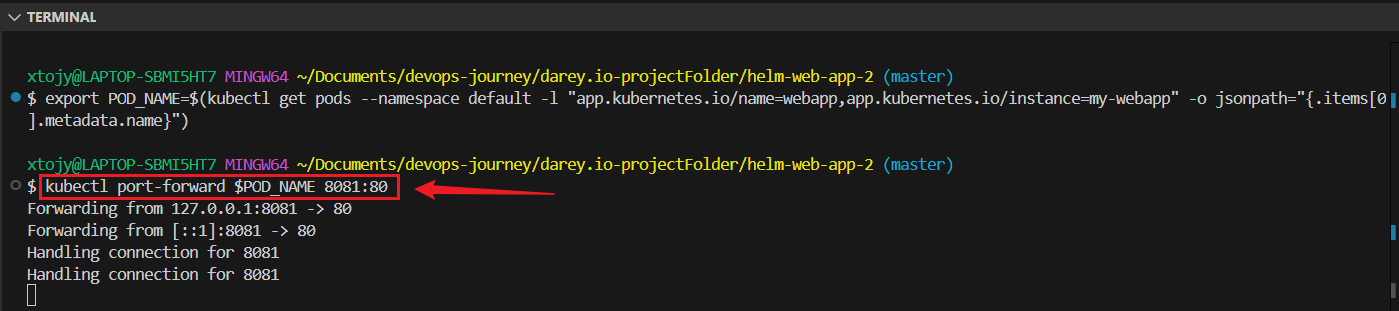 TERMINAL
xtojy@LAPTOP-SBMI5HT7 MINGW64 ~/Documents/devops-journey/darey.io-projectFolder/helm-web-app-2 (master)
$ export POD_NAME=$(kubectl get pods --namespace default -l "app.kubernetes.io/name=webapp,app.kubernetes.io/instance=my-webapp" -o jsonpath="{.items[0
].metadata.name}")
xtojy@LAPTOP-SBMI5HT7 MINGW64 ~/Documents/devops-journey/darey.io-projectFolder/helm-web-app-2 (master)
$ kubectl port-forward $POD_NAME 8081:80
Forwarding from 127.0.0.1:8081 -> 80
Forwarding from [::1]:8081 -> 80
Handling connection for 8081
Handling connection for 8081